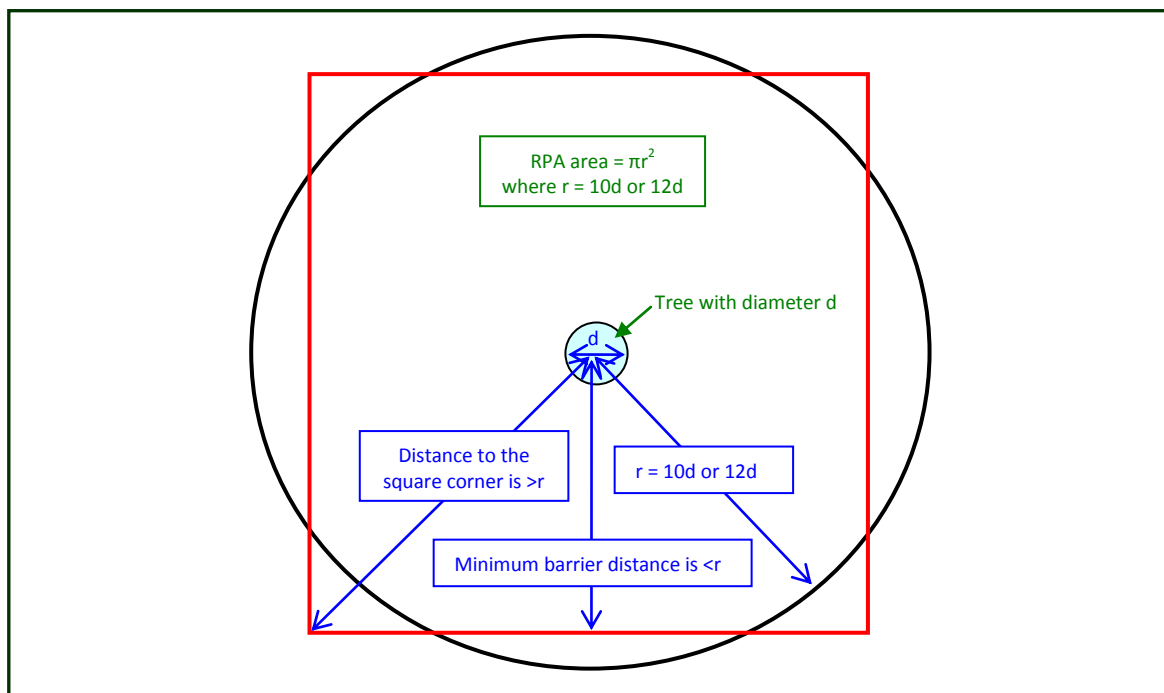 RPA area = πr²
where r = 10d or 12d
Tree with diameter d
d
Distance to the
square corner is >r
r = 10d or 12d
Minimum barrier distance is <r